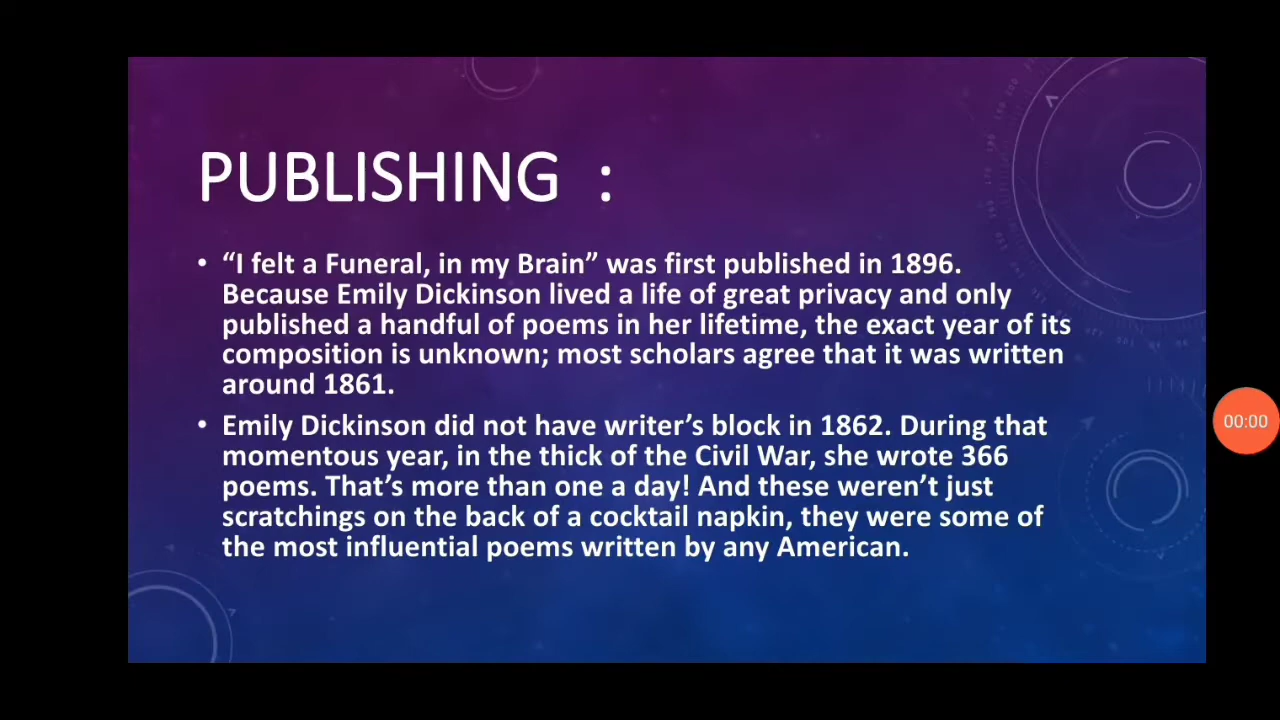 PUBLISHING :
• “I felt a Funeral, in my Brain” was first published in 1896.
Because Emily Dickinson lived a life of great privacy and only
published a handful of poems in her lifetime, the exact year of its
composition is unknown; most scholars agree that it was written
around 1861.
• Emily Dickinson did not have writer’s block in 1862. During that
momentous year, in the thick of the Civil War, she wrote 366
poems. That’s more than one a day! And these weren’t just
scratchings on the back of a cocktail napkin, they were some of
the most influential poems written by any American.
00:00